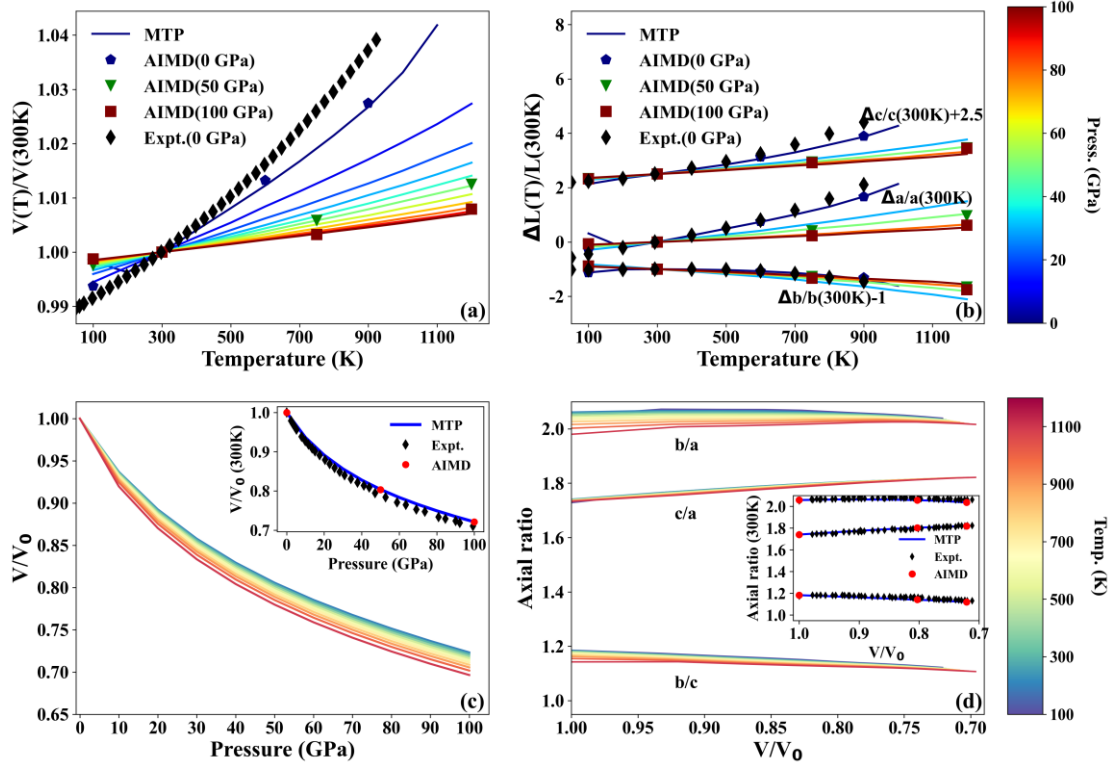 V(T)/V(300K)
1.04
1.03
1.02
1.01
1.00
0.99
MTP
AIMD(0 GPa)
AIMD(50 GPa)
AIMD(100 GPa)
Expt.(0 GPa)
(a)
100 300 500 700 900 1100
Temperature (K)
ΔL(T)/L(300K)
8
6
4
2
0
-2
MTP
AIMD(0 GPa)
AIMD(50 GPa)
AIMD(100 GPa)
Expt.(0 GPa)
Δc/c(300K)+2.5
Δa/a(300K)
Δb/b(300K)-1
(b)
100 300 500 700 900 1100
Temperature (K)
100
80
60
40
20
0
Press. (GPa)
V/V₀
1.00
0.95
0.90
0.85
0.80
0.75
0.70
0.65
V/V₀ (300K)
1.0
0.9
0.8
0.7
MTP
Expt.
AIMD
0 20 40 60 80 100
Pressure (GPa)
(c)
0 10 20 30 40 50 60 70 80 90 100
Pressure (GPa)
Axial ratio
2.0
1.8
1.6
1.4
1.2
1.0
b/a
c/a
b/c
Axial ratio (300K)
2.1
1.8
1.5
1.2
0.9
MTP
Expt.
AIMD
1.0 0.9 0.8 0.7
V/V₀
(d)
1.00 0.95 0.90 0.85 0.80 0.75 0.70
V/V₀
1100
900
700
500
300
100
Temp. (K)